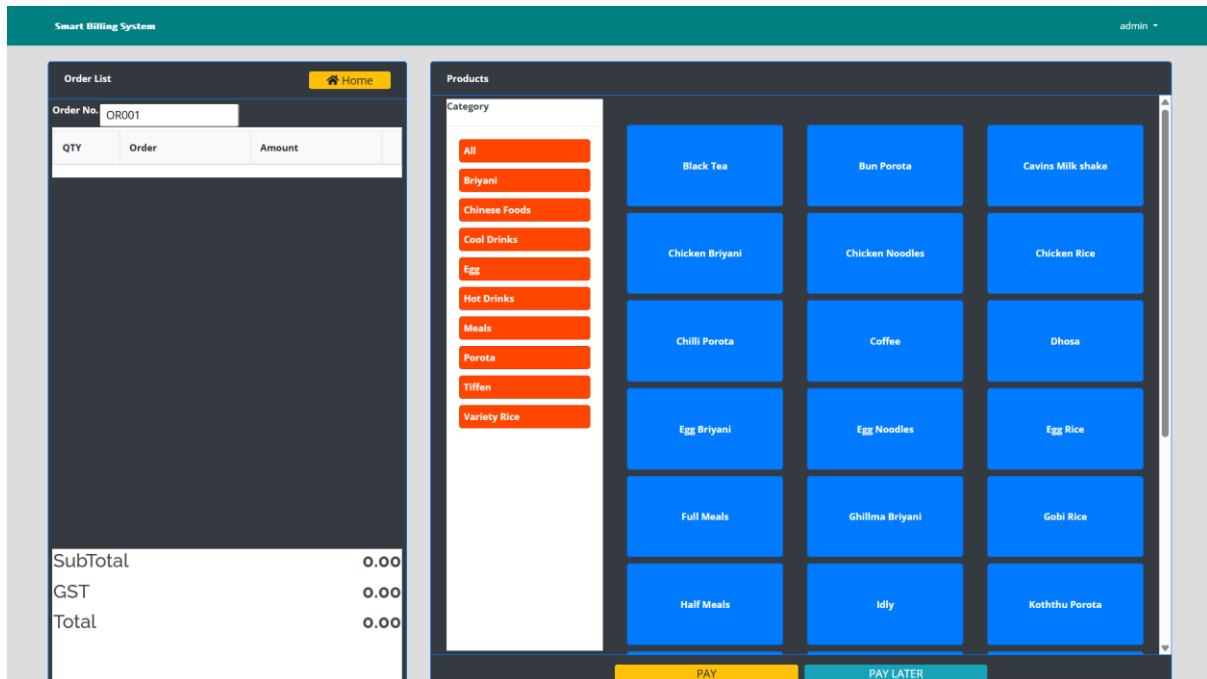 Smart Billing System
admin
Order List
Home
Order No. OR001
QTY Order Amount
SubTotal 0.00
GST 0.00
Total 0.00
Products
Category
All
Briyani
Chinese Foods
Cool Drinks
Egg
Hot Drinks
Meals
Porota
Tiffen
Variety Rice
Black Tea Bun Porota Cavins Milk shake
Chicken Briyani Chicken Noodles Chicken Rice
Chilli Porota Coffee Dhosa
Egg Briyani Egg Noodles Egg Rice
Full Meals Ghillma Briyani Gobi Rice
Half Meals Idly Koththu Porota
PAY PAY LATER